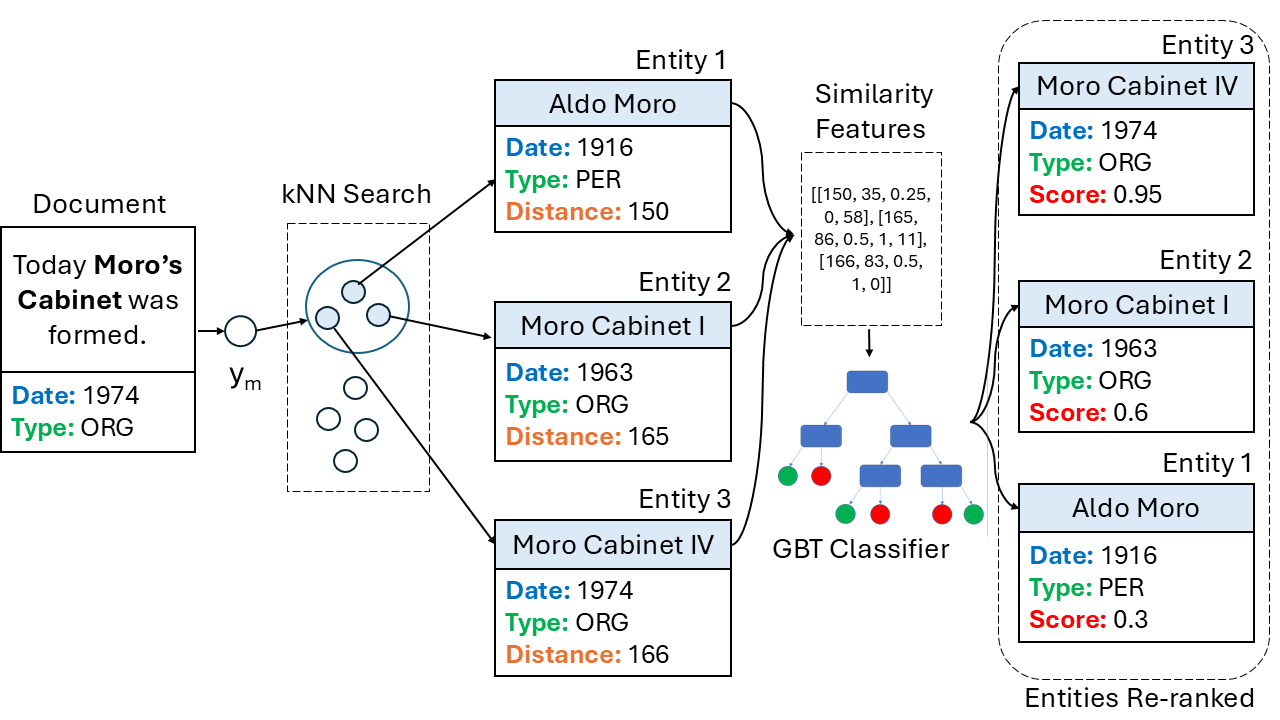 Document
Today Moro's
Cabinet was
formed.
Date: 1974
Type: ORG
ym
kNN Search
Entity 1
Aldo Moro
Date: 1916
Type: PER
Distance: 150
Entity 2
Moro Cabinet I
Date: 1963
Type: ORG
Distance: 165
Entity 3
Moro Cabinet IV
Date: 1974
Type: ORG
Distance: 166
Similarity
Features
[[150, 35, 0.25,
0, 58], [165,
86, 0.5, 1, 11],
[166, 83, 0.5,
1, 0]]
GBT Classifier
Entity 3
Moro Cabinet IV
Date: 1974
Type: ORG
Score: 0.95
Entity 2
Moro Cabinet I
Date: 1963
Type: ORG
Score: 0.6
Entity 1
Aldo Moro
Date: 1916
Type: PER
Score: 0.3
Entities Re-ranked